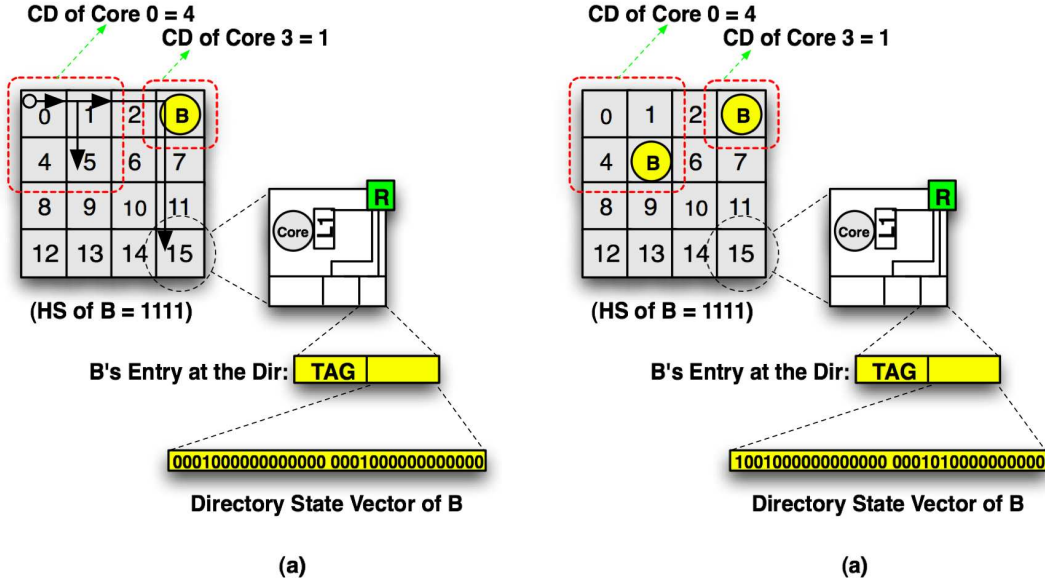 CD of Core 0 = 4
CD of Core 3 = 1
0 1 2 B
4 5 6 7
8 9 10 11
12 13 14 15
(HS of B = 1111)
R
Core L1
B's Entry at the Dir: TAG
0001000000000000 0001000000000000
Directory State Vector of B
(a)
CD of Core 0 = 4
CD of Core 3 = 1
0 1 2 B
4 B 6 7
8 9 10 11
12 13 14 15
(HS of B = 1111)
R
Core L1
B's Entry at the Dir: TAG
1001000000000000 0001010000000000
Directory State Vector of B
(a)